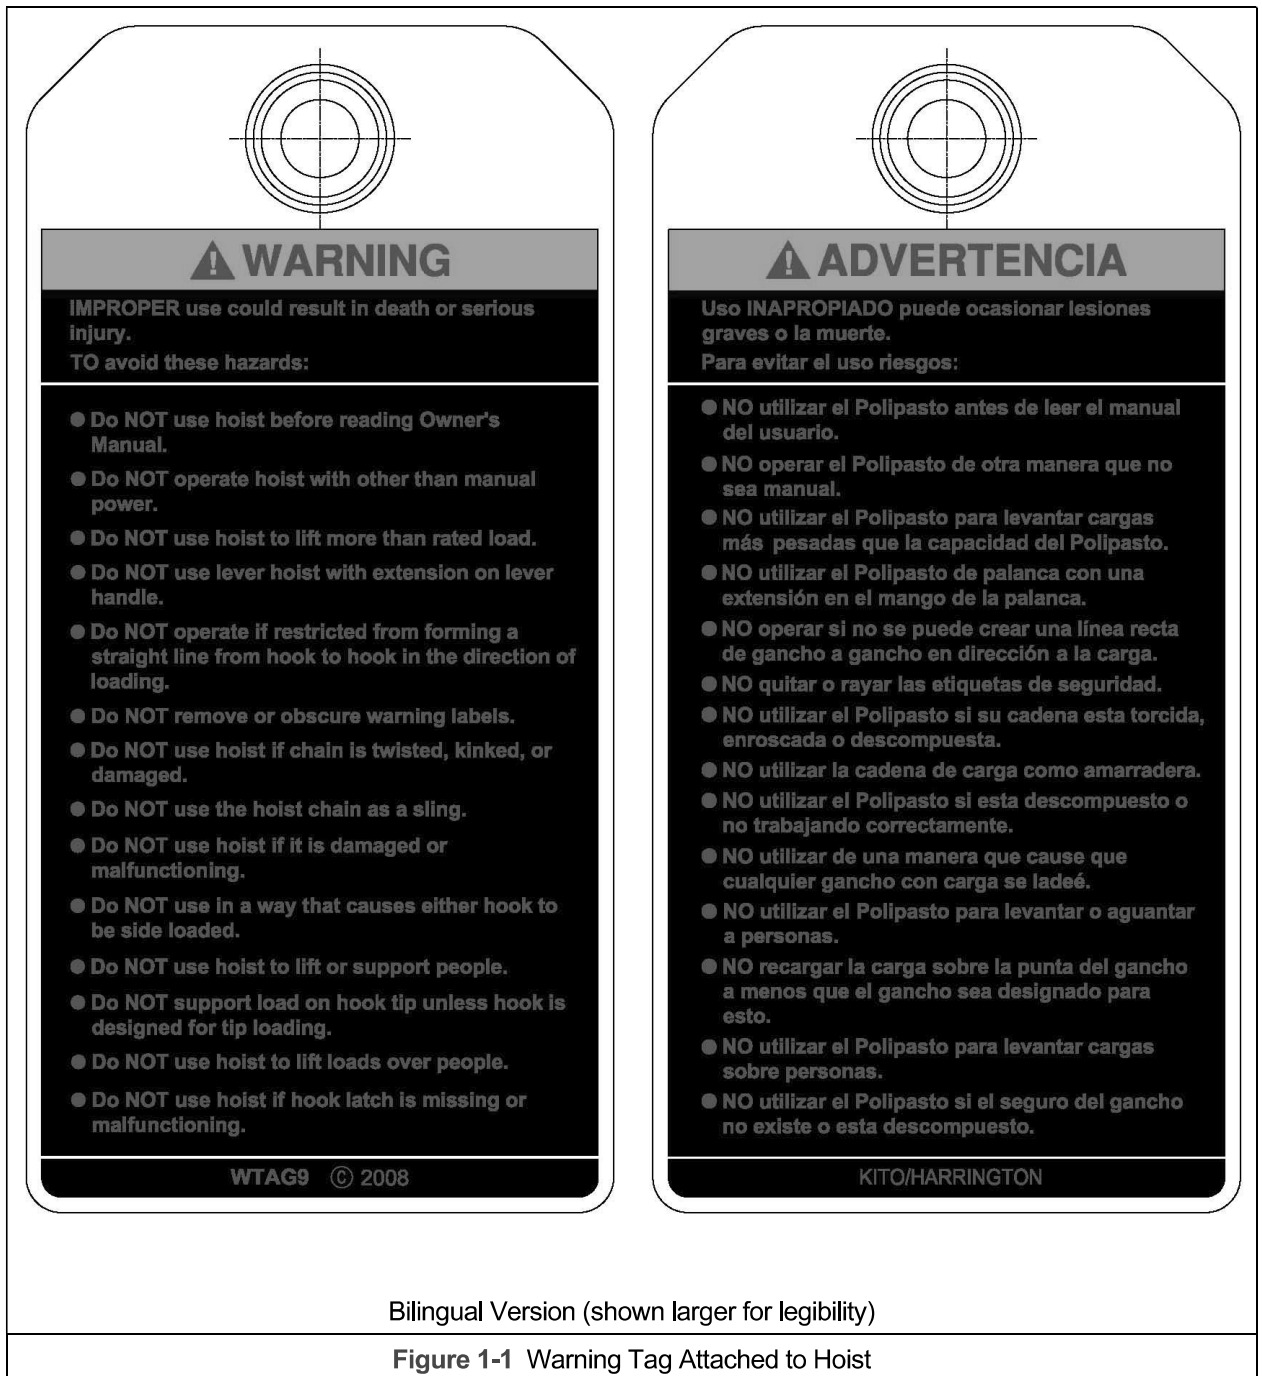 WARNING
IMPROPER use could result in death or serious
injury.
TO avoid these hazards:
● Do NOT use hoist before reading Owner's
Manual.
● Do NOT operate hoist with other than manual
power.
● Do NOT use hoist to lift more than rated load.
● Do NOT use lever hoist with extension on lever
handle.
● Do NOT operate if restricted from forming a
straight line from hook to hook in the direction of
loading.
● Do NOT remove or obscure warning labels.
● Do NOT use hoist if chain is twisted, kinked, or
damaged.
● Do NOT use the hoist chain as a sling.
● Do NOT use hoist if it is damaged or
malfunctioning.
● Do NOT use in a way that causes either hook to
be side loaded.
● Do NOT use hoist to lift or support people.
● Do NOT support load on hook tip unless hook is
designed for tip loading.
● Do NOT use hoist to lift loads over people.
● Do NOT use hoist if hook latch is missing or
malfunctioning.
WTAG9 © 2008
ADVERTENCIA
Uso INAPROPIADO puede ocasionar lesiones
graves o la muerte.
Para evitar el uso riesgos:
● NO utilizar el Polipasto antes de leer el manual
del usuario.
● NO operar el Polipasto de otra manera que no
sea manual.
● NO utilizar el Polipasto para levantar cargas
más pesadas que la capacidad del Polipasto.
● NO utilizar el Polipasto de palanca con una
extensión en el mango de la palanca.
● NO operar si no se puede crear una línea recta
de gancho a gancho en dirección a la carga.
● NO quitar o rayar las etiquetas de seguridad.
● NO utilizar el Polipasto si su cadena esta torcida,
enroscada o descompuesta.
● NO utilizar la cadena de carga como amarradera.
● NO utilizar el Polipasto si esta descompuesto o
no trabajando correctamente.
● NO utilizar de una manera que cause que
cualquier gancho con carga se ladeé.
● NO utilizar el Polipasto para levantar o aguantar
a personas.
● NO recargar la carga sobre la punta del gancho
a menos que el gancho sea designado para
esto.
● NO utilizar el Polipasto para levantar cargas
sobre personas.
● NO utilizar el Polipasto si el seguro del gancho
no existe o esta descompuesto.
KITO/HARRINGTON
Bilingual Version (shown larger for legibility)
Figure 1-1 Warning Tag Attached to Hoist